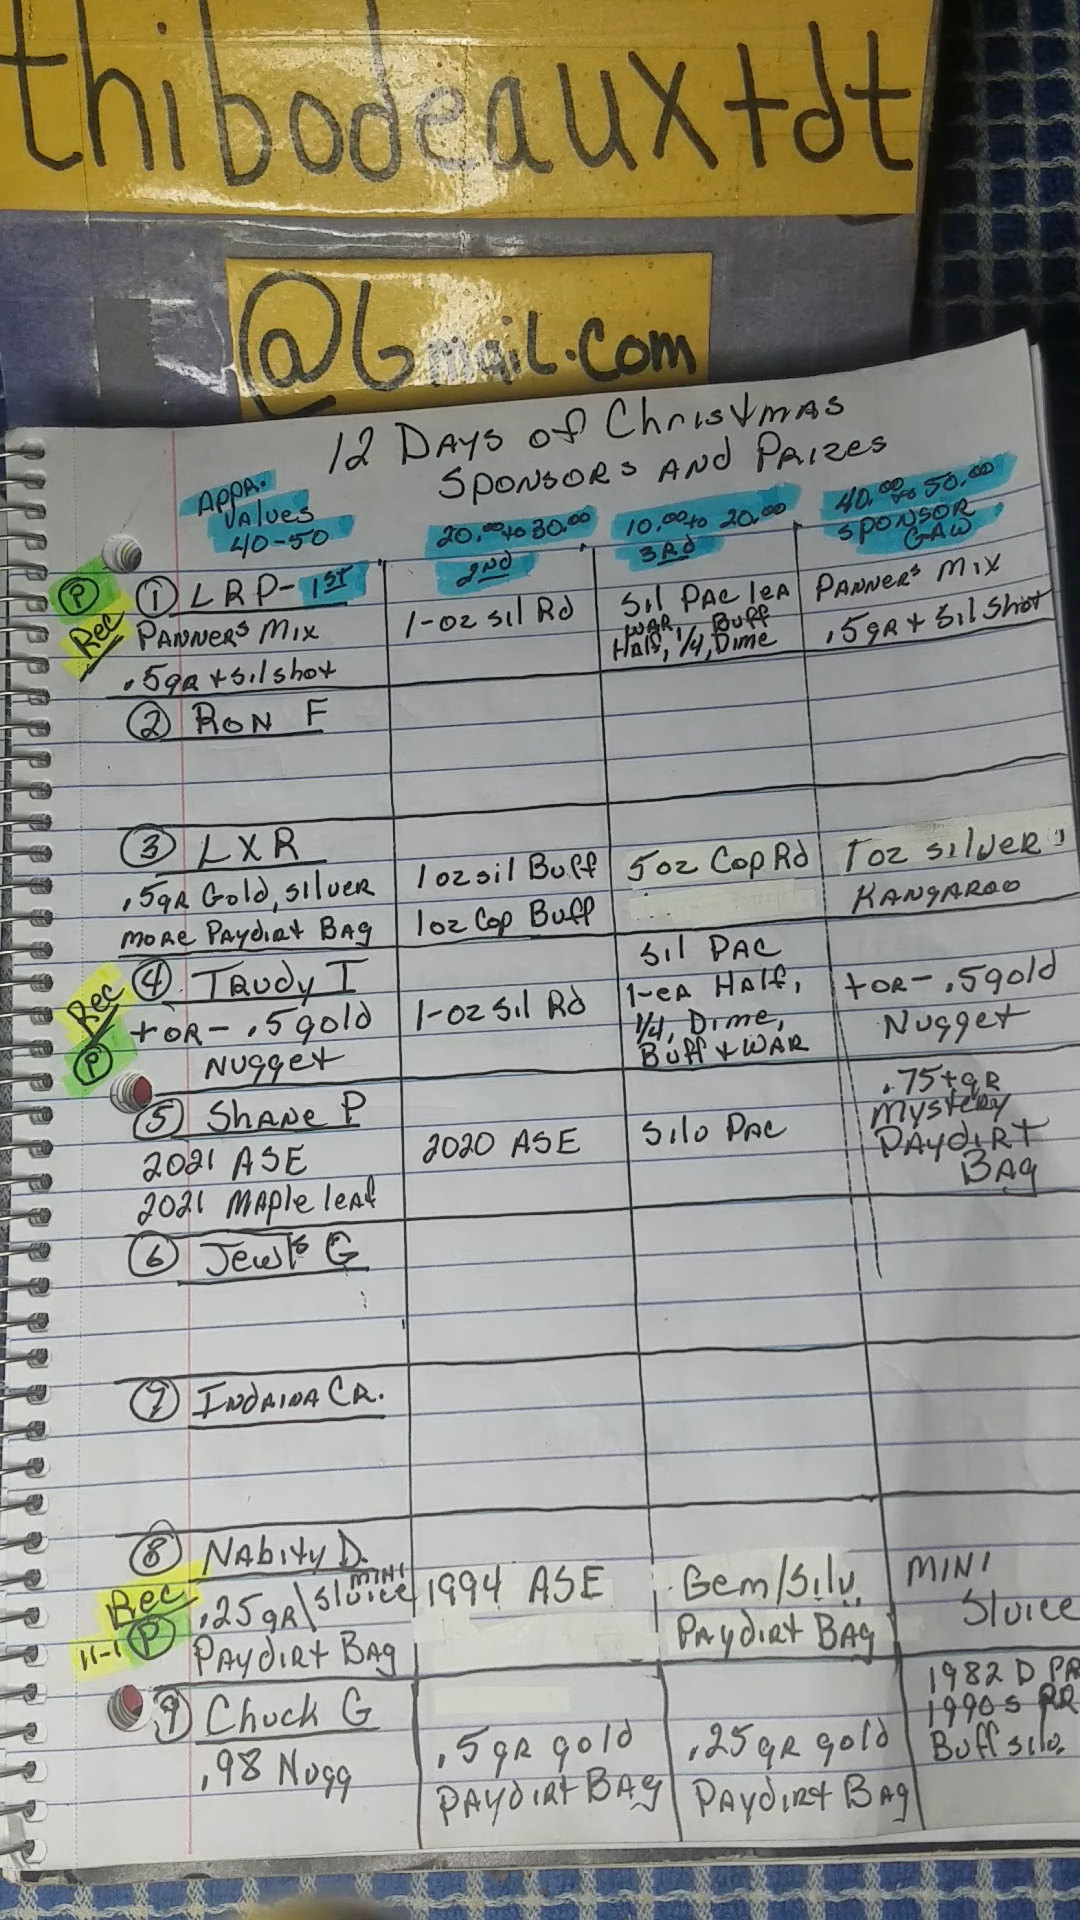 thibodeauxtdt
@Gmail.com
12 Days of Christmas
Sponsors and Prizes
Appr. Values 40-50
20.00 to 30.00 2nd
10.00 to 20.00 3rd
40.00 to 50.00 Sponsor GAW
P
Rec
1 LRP- 1st
Panners Mix
.5gr + sil shot
1-oz sil Rd
Sil Pac 1ea
War, Buff
Half, 1/4, Dime
Panners Mix
.5gr + Sil Shot
2 Ron F
3 LXR
.5gr Gold, silver
more Paydirt Bag
1oz sil Buff
1oz Cop Buff
5oz Cop Rd
1oz silver
Kangaroo
Rec
P
4 Trudy I
+ or - .5 gold
Nugget
1-oz Sil Rd
Sil Pac
1-ea Half,
1/4, Dime,
Buff + War
+ or - .5gold
Nugget
5 Shane P
2021 ASE
2021 Maple leaf
2020 ASE
Silo Pac
.75+gr
Mystery
Paydirt
Bag
6 Jewls G
7 Indaina Cr.
8 Nabity D.
Rec
11-1 P
.25gr\ mini Sluice
Paydirt Bag
1994 ASE
Gem/Silv.
Paydirt Bag
Mini
Sluice
9 Chuck G
.98 Nugg
.5gr gold
Paydirt Bag
.25gr gold
Paydirt Bag
1982 D
1990 s
Buff silo.